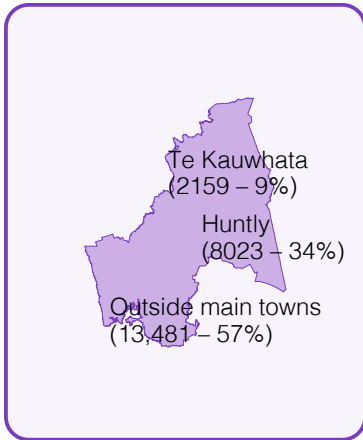 Te Kauwhata
(2159 – 9%)
Huntly
(8023 – 34%)
Outside main towns
(13,481 – 57%)